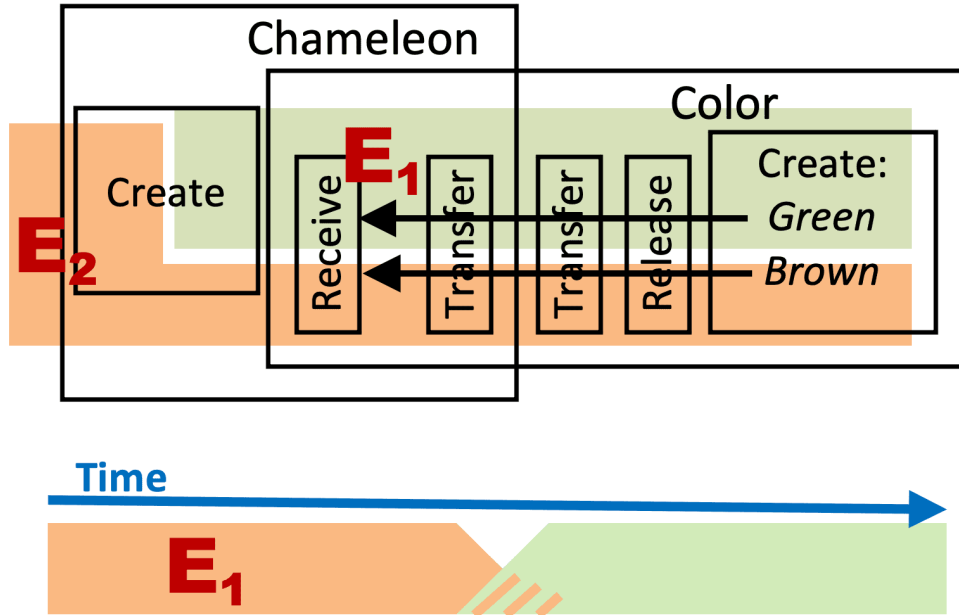 Chameleon
Color
Create
E2
Receive
E1
Transfer
Transfer
Release
Create:
Green
Brown
Time
E1